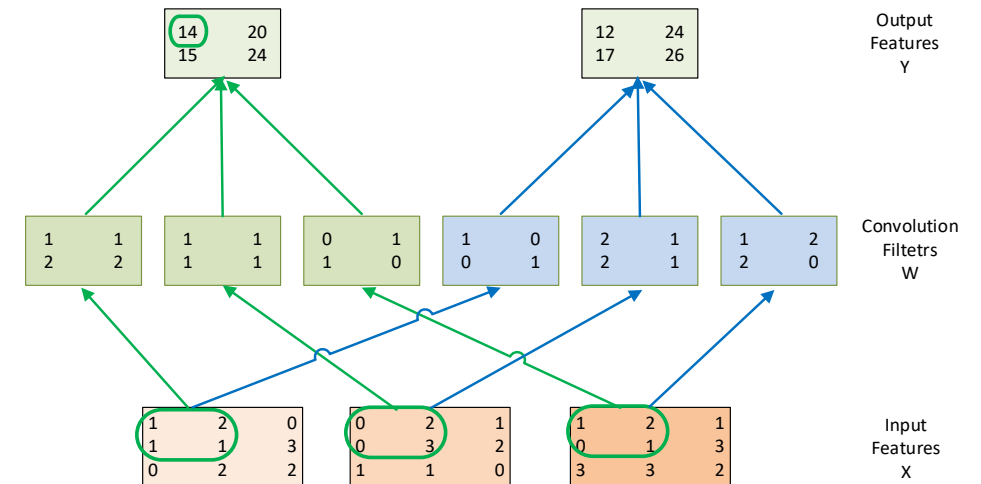 14 20
15 24
12 24
17 26
Output
Features
Y
1 1
2 2
1 1
1 1
0 1
1 0
1 0
0 1
2 1
2 1
1 2
2 0
Convolution
Filtetrs
W
1 2 0
1 1 3
0 2 2
0 2 1
0 3 2
1 1 0
1 2 1
0 1 3
3 3 2
Input
Features
X